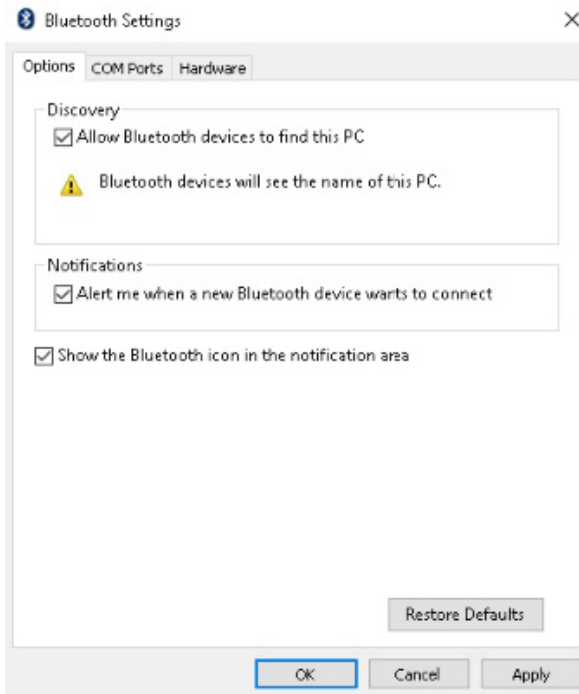 Bluetooth Settings
Options COM Ports Hardware
Discovery
Allow Bluetooth devices to find this PC
Bluetooth devices will see the name of this PC.
Notifications
Alert me when a new Bluetooth device wants to connect
Show the Bluetooth icon in the notification area
Restore Defaults
OK Cancel Apply